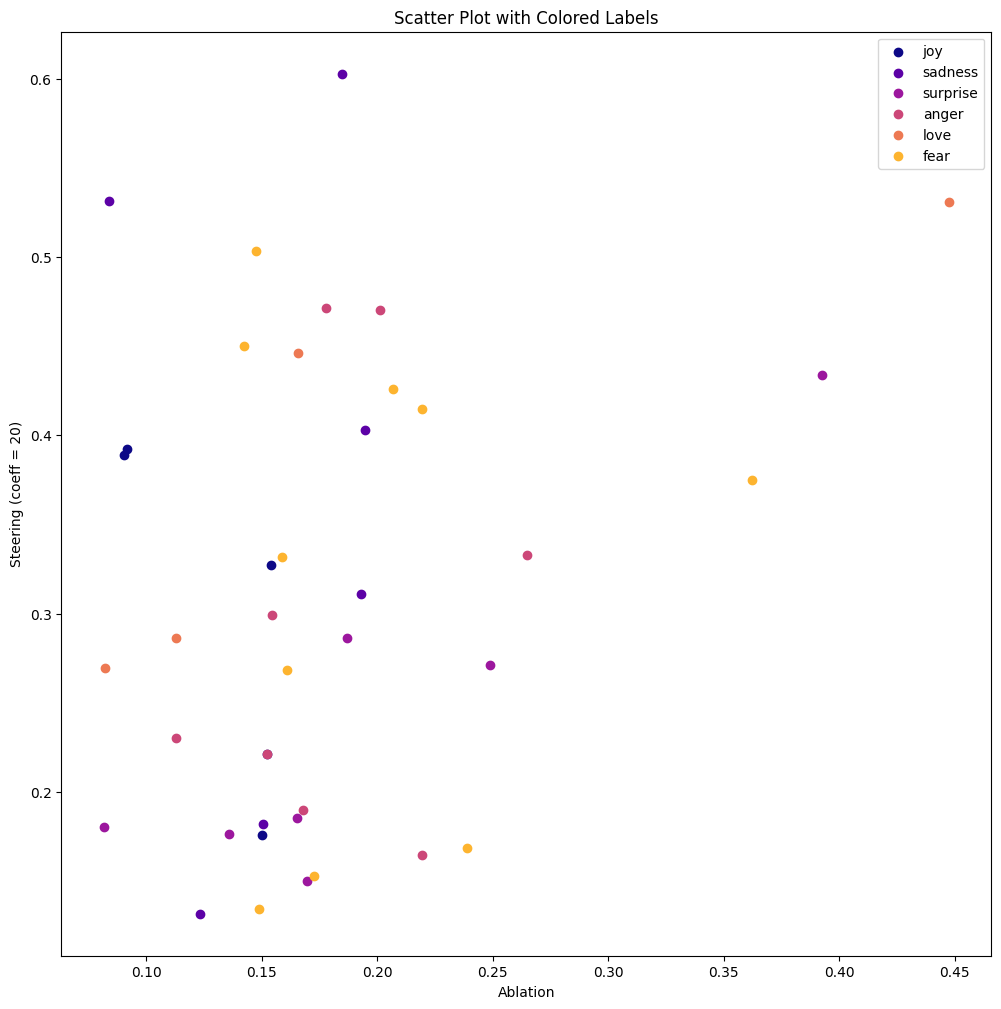 Scatter Plot with Colored Labels
joy
sadness
surprise
anger
love
fear
0.6
0.5
0.4
0.3
0.2
Steering (coeff = 20)
0.10 0.15 0.20 0.25 0.30 0.35 0.40 0.45
Ablation